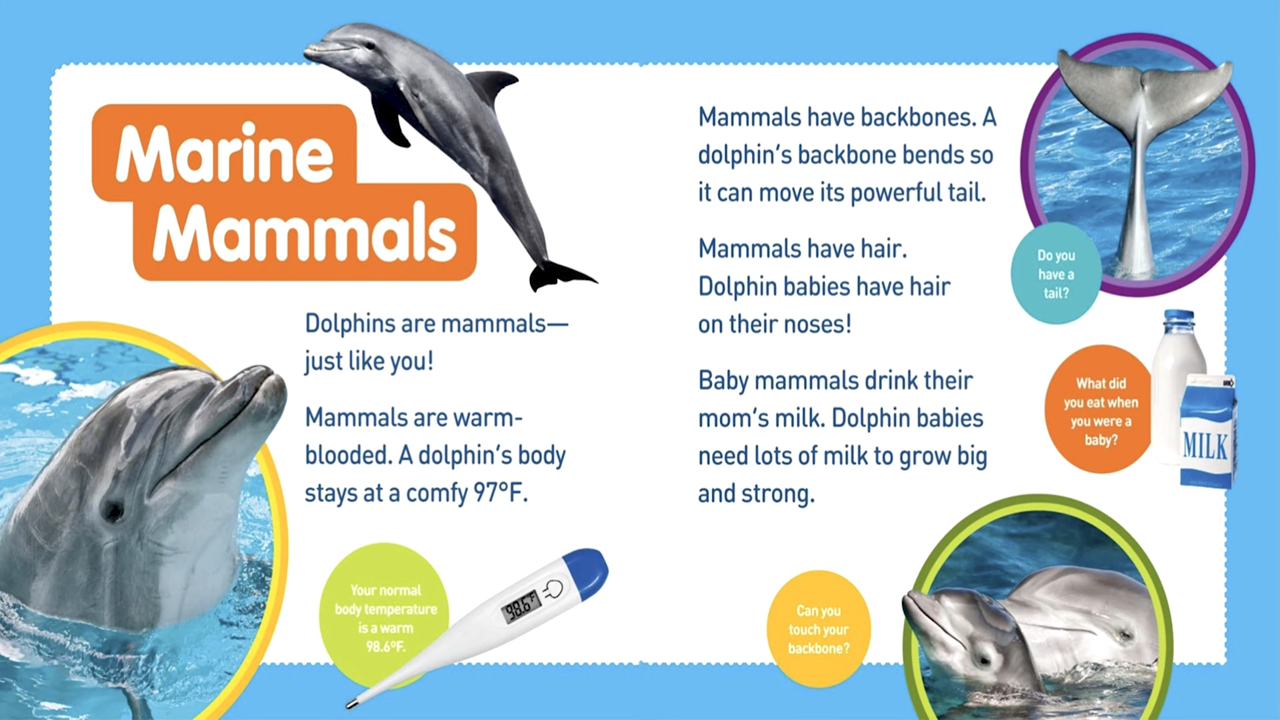 Marine
Mammals
Dolphins are mammals—
just like you!
Mammals are warm-
blooded. A dolphin's body
stays at a comfy 97°F.
Your normal
body temperature
is a warm
98.6°F.
98.6°F
Mammals have backbones. A
dolphin's backbone bends so
it can move its powerful tail.
Do you
have a
tail?
Mammals have hair.
Dolphin babies have hair
on their noses!
Baby mammals drink their
mom's milk. Dolphin babies
need lots of milk to grow big
and strong.
What did
you eat when
you were a
baby?
MILK
Can you
touch your
backbone?